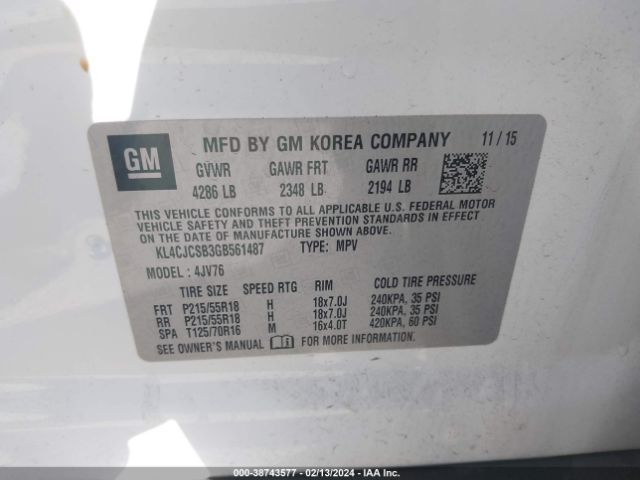 GM MFD BY GM KOREA COMPANY 11 / 15
GVWR GAWR FRT GAWR RR
4286 LB 2348 LB 2194 LB
THIS VEHICLE CONFORMS TO ALL APPLICABLE U.S. FEDERAL MOTOR
VEHICLE SAFETY AND THEFT PREVENTION STANDARDS IN EFFECT ON
THE DATE OF MANUFACTURE SHOWN ABOVE.
KL4CJCSB3GB561487 TYPE: MPV
MODEL : 4JV76
TIRE SIZE SPEED RTG RIM COLD TIRE PRESSURE
FRT P215/55R18 H 18x7.0J 240KPA, 35 PSI
RR P215/55R18 H 18x7.0J 240KPA, 35 PSI
SPA T125/70R16 M 16x4.0T 420KPA, 60 PSI
SEE OWNER'S MANUAL FOR MORE INFORMATION.
© COPART 38743577 - 02/13/2024 - IAA Inc.